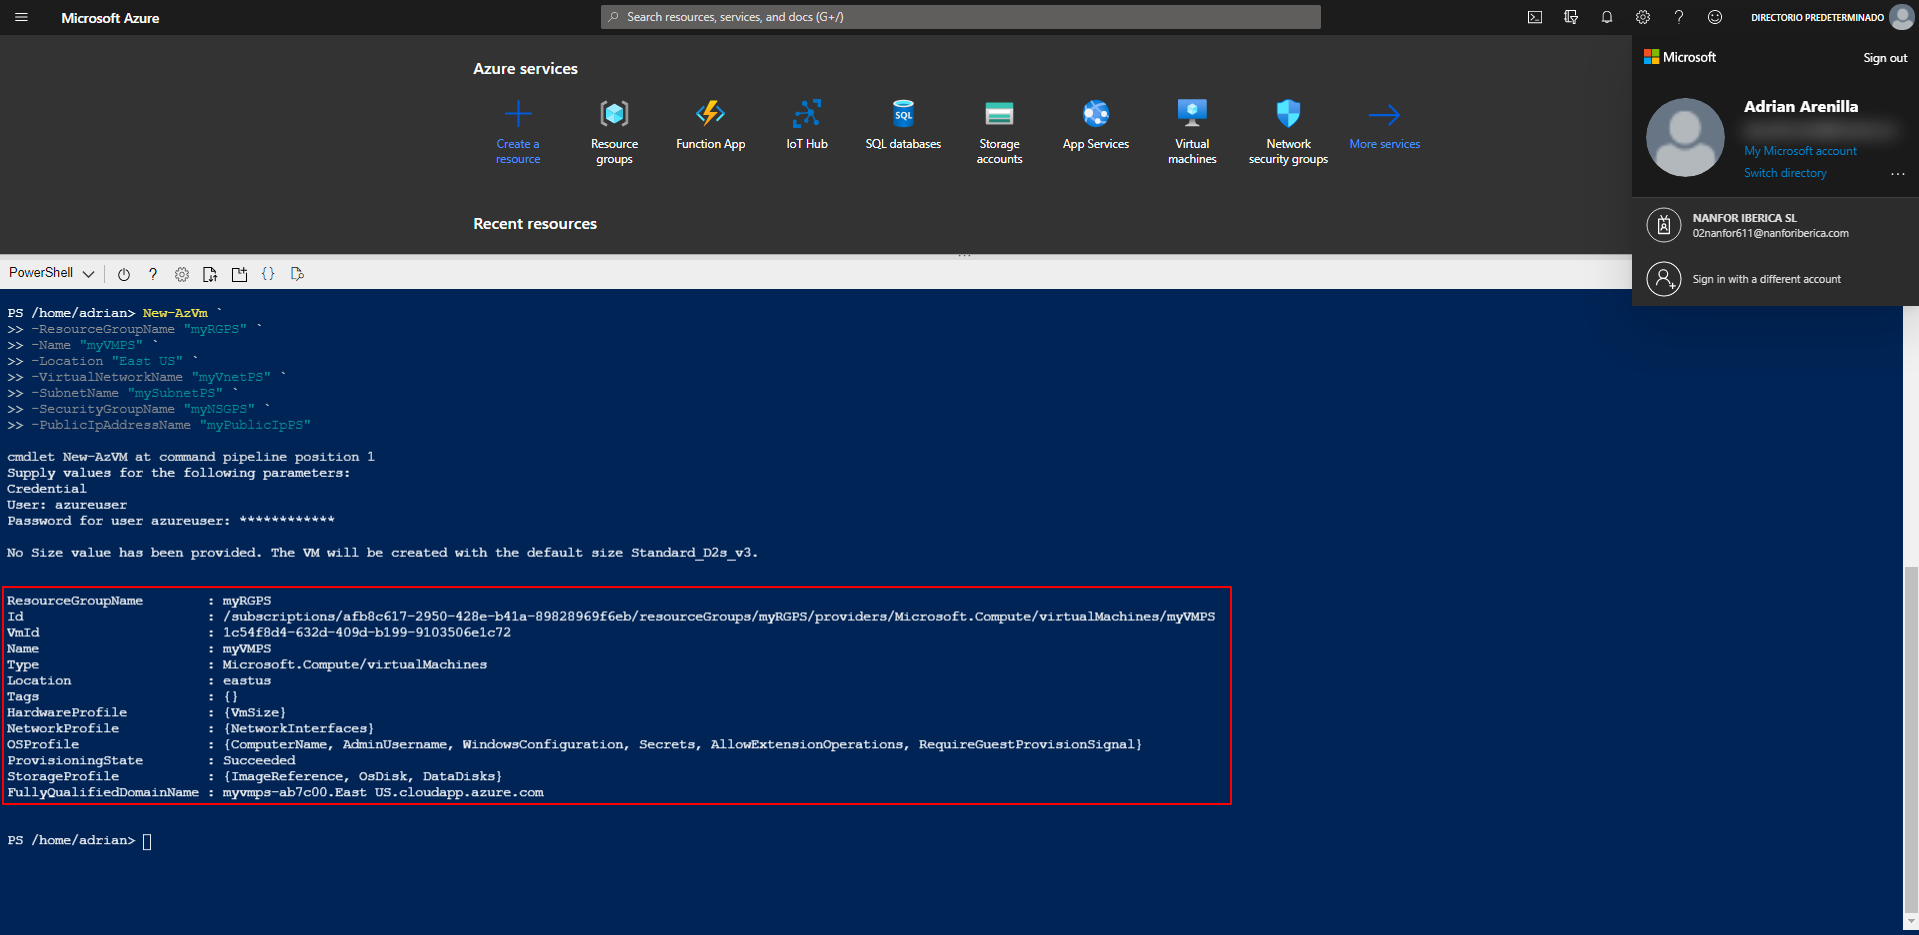 Microsoft Azure
Search resources, services, and docs (G+/)
DIRECTORIO PREDETERMINADO
Microsoft
Sign out
Adrian Arenilla
My Microsoft account
Switch directory
...
NANFOR IBERICA SL
02nanfor611@nanforiberica.com
Sign in with a different account
Azure services
Create a
resource
Resource
groups
Function App
IoT Hub
SQL
SQL databases
Storage
accounts
App Services
Virtual
machines
Network
security groups
More services
Recent resources
PowerShell
PS /home/adrian> New-AzVm `
>> -ResourceGroupName "myRGPS" `
>> -Name "myVMPS" `
>> -Location "East US" `
>> -VirtualNetworkName "myVnetPS" `
>> -SubnetName "mySubnetPS" `
>> -SecurityGroupName "myNSGPS" `
>> -PublicIpAddressName "myPublicIpPS"
cmdlet New-AzVM at command pipeline position 1
Supply values for the following parameters:
Credential
User: azureuser
Password for user azureuser: ************
No Size value has been provided. The VM will be created with the default size Standard_D2s_v3.
ResourceGroupName : myRGPS
Id : /subscriptions/afb8c617-2950-428e-b41a-89828969f6eb/resourceGroups/myRGPS/providers/Microsoft.Compute/virtualMachines/myVMPS
VmId : 1c54f8d4-632d-409d-b199-9103506e1c72
Name : myVMPS
Type : Microsoft.Compute/virtualMachines
Location : eastus
Tags : {}
HardwareProfile : {VmSize}
NetworkProfile : {NetworkInterfaces}
OSProfile : {ComputerName, AdminUsername, WindowsConfiguration, Secrets, AllowExtensionOperations, RequireGuestProvisionSignal}
ProvisioningState : Succeeded
StorageProfile : {ImageReference, OsDisk, DataDisks}
FullyQualifiedDomainName : myvmps-ab7c00.East US.cloudapp.azure.com
PS /home/adrian>